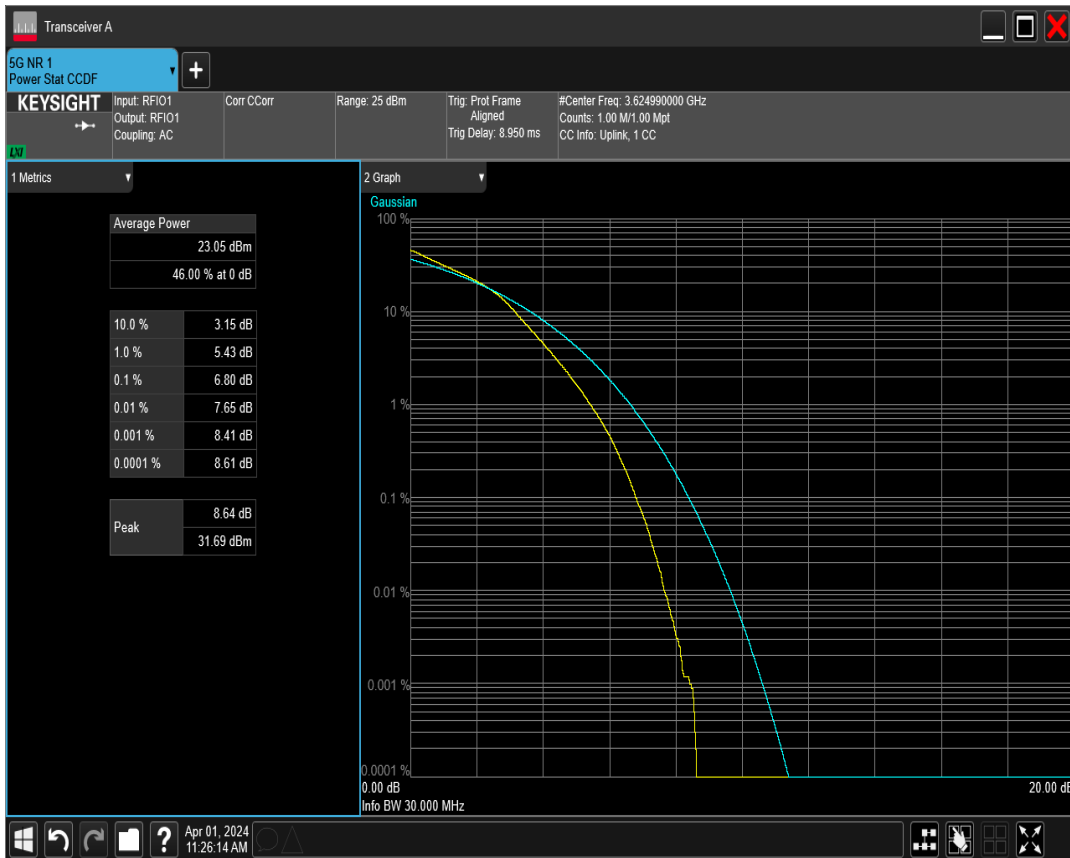 Transceiver A
5G NR 1
Power Stat CCDF
+
KEYSIGHT
LXI
Input: RFIO1
Output: RFIO1
Coupling: AC
Corr CCorr
Range: 25 dBm
Trig: Prot Frame
Aligned
Trig Delay: 8.950 ms
#Center Freq: 3.624990000 GHz
Counts: 1.00 M/1.00 Mpt
CC Info: Uplink, 1 CC
1 Metrics
Average Power
23.05 dBm
46.00 % at 0 dB
10.0 % 3.15 dB
1.0 % 5.43 dB
0.1 % 6.80 dB
0.01 % 7.65 dB
0.001 % 8.41 dB
0.0001 % 8.61 dB
Peak
8.64 dB
31.69 dBm
2 Graph
Gaussian
100 %
10 %
1 %
0.1 %
0.01 %
0.001 %
0.0001 %
0.00 dB 20.00 dB
Info BW 30.000 MHz
?
Apr 01, 2024
11:26:14 AM